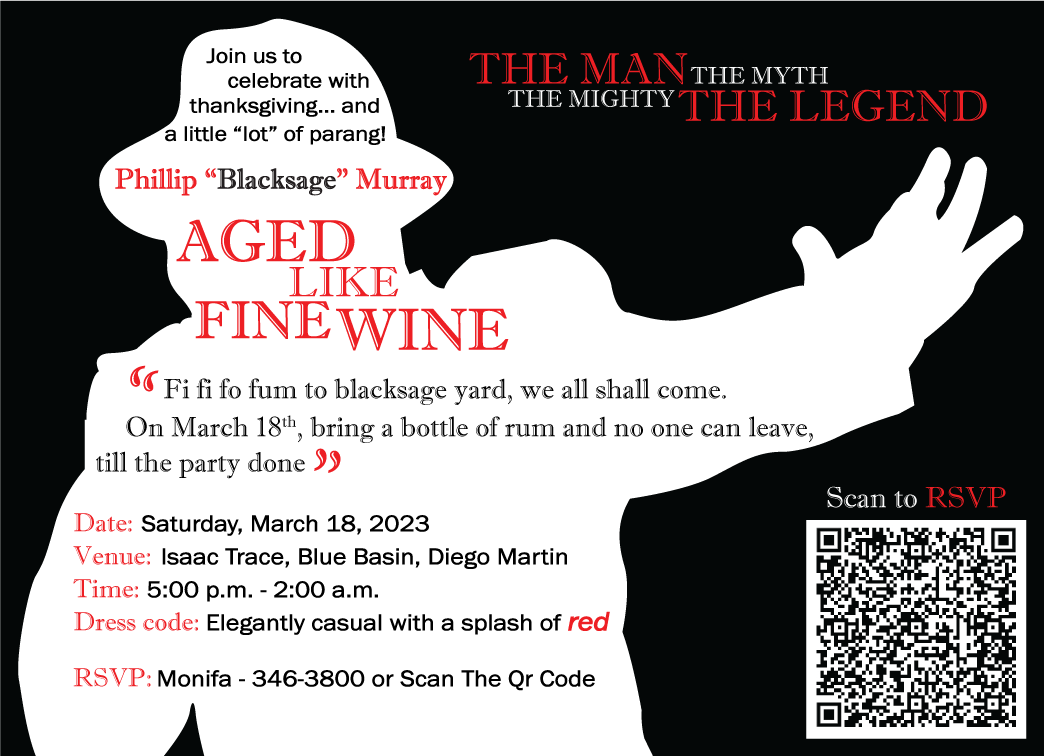 Join us to
celebrate with
thanksgiving... and
a little “lot” of parang!
Phillip “Blacksage” Murray
AGED
LIKE
FINE WINE
THE MAN THE MYTH
THE MIGHTY THE LEGEND
“ Fi fi fo fum to blacksage yard, we all shall come.
On March 18th, bring a bottle of rum and no one can leave,
till the party done ”
Date: Saturday, March 18, 2023
Venue: Isaac Trace, Blue Basin, Diego Martin
Time: 5:00 p.m. - 2:00 a.m.
Dress code: Elegantly casual with a splash of red
RSVP: Monifa - 346-3800 or Scan The Qr Code
Scan to RSVP